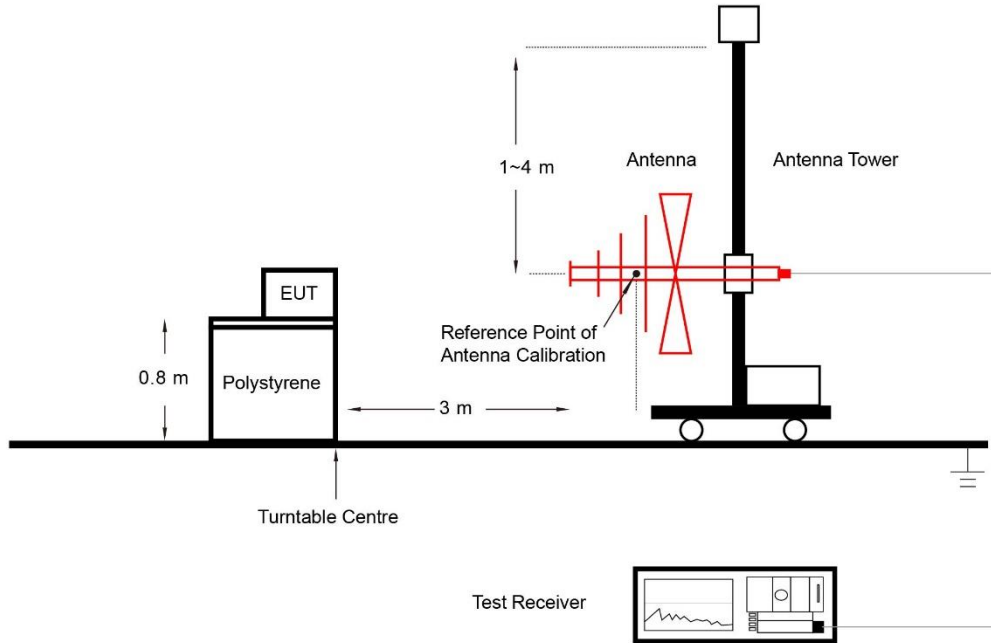 1~4 m
Antenna
Antenna Tower
EUT
Reference Point of
Antenna Calibration
0.8 m
Polystyrene
3 m
Turntable Centre
Test Receiver